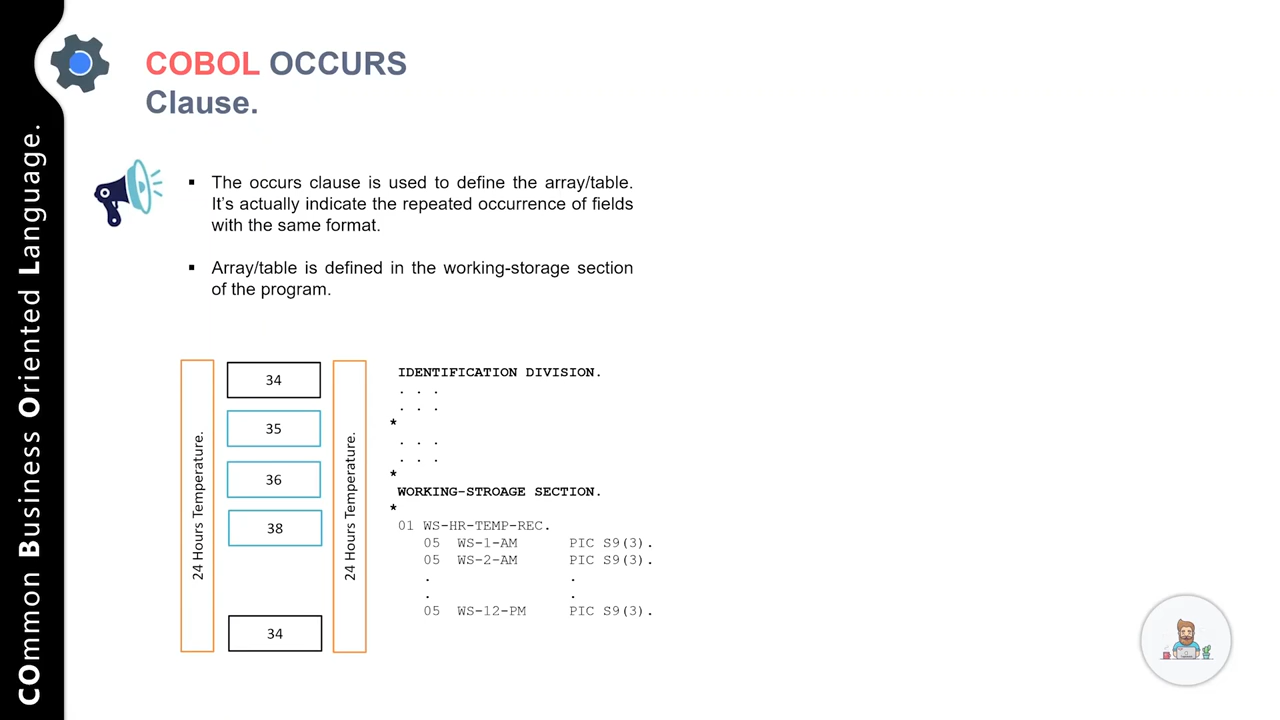 COmmon Business Oriented Language.
COBOL OCCURS
Clause.
▪ The occurs clause is used to define the array/table.
It's actually indicate the repeated occurrence of fields
with the same format.
▪ Array/table is defined in the working-storage section
of the program.
24 Hours Temperature.
34
35
36
38
34
24 Hours Temperature.
IDENTIFICATION DIVISION.
. . .
. . .
*
. . .
. . .
*
WORKING-STROAGE SECTION.
*
01 WS-HR-TEMP-REC.
05 WS-1-AM PIC S9(3).
05 WS-2-AM PIC S9(3).
. .
. .
05 WS-12-PM PIC S9(3).